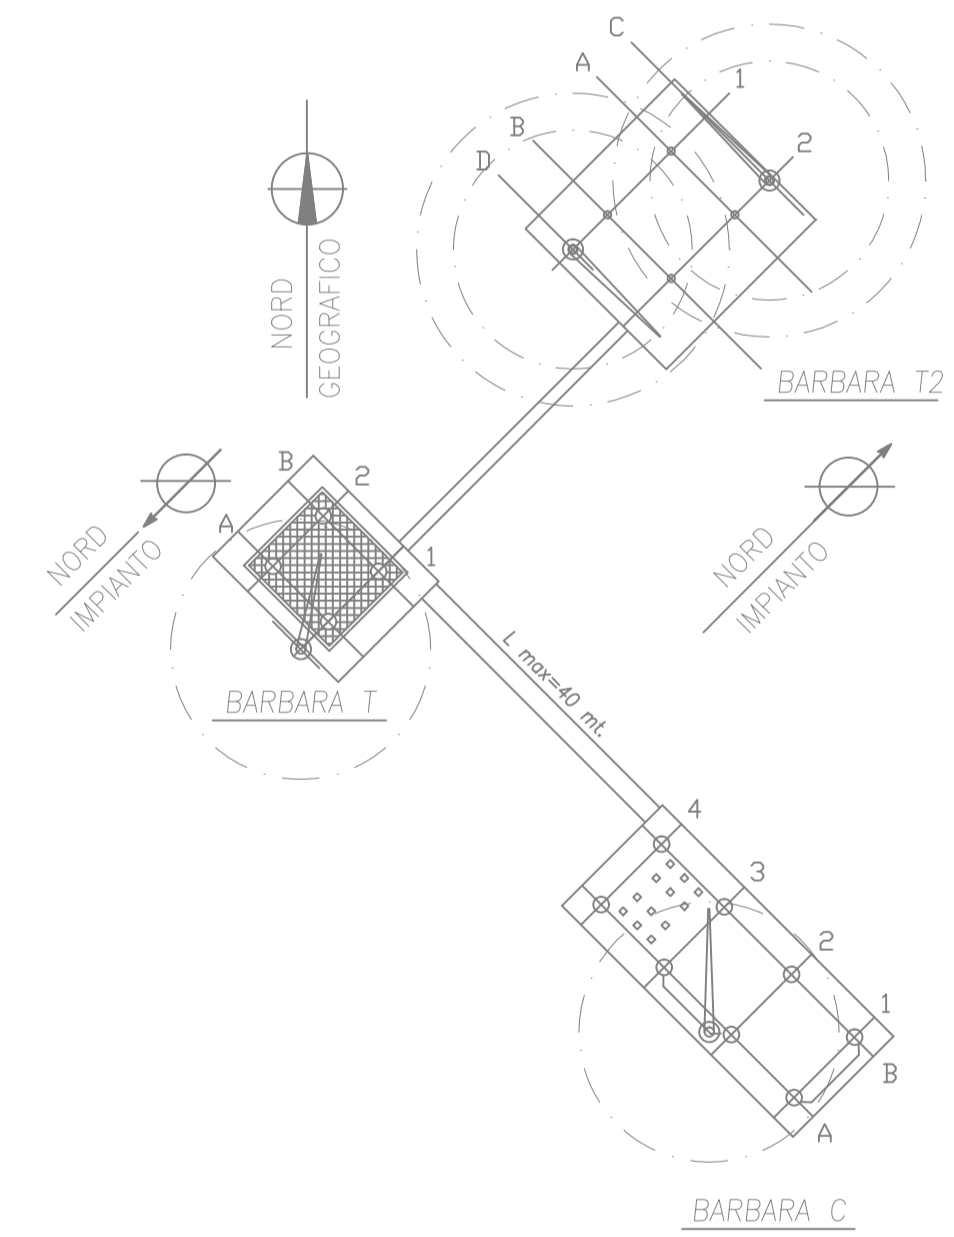 C
A
1
B
2
D
NORD
GEOGRAFICO
BARBARA T2
B
2
A
1
NORD
IMPIANTO
NORD
IMPIANTO
L max=40 mt.
BARBARA T
4
3
2
1
B
A
BARBARA C